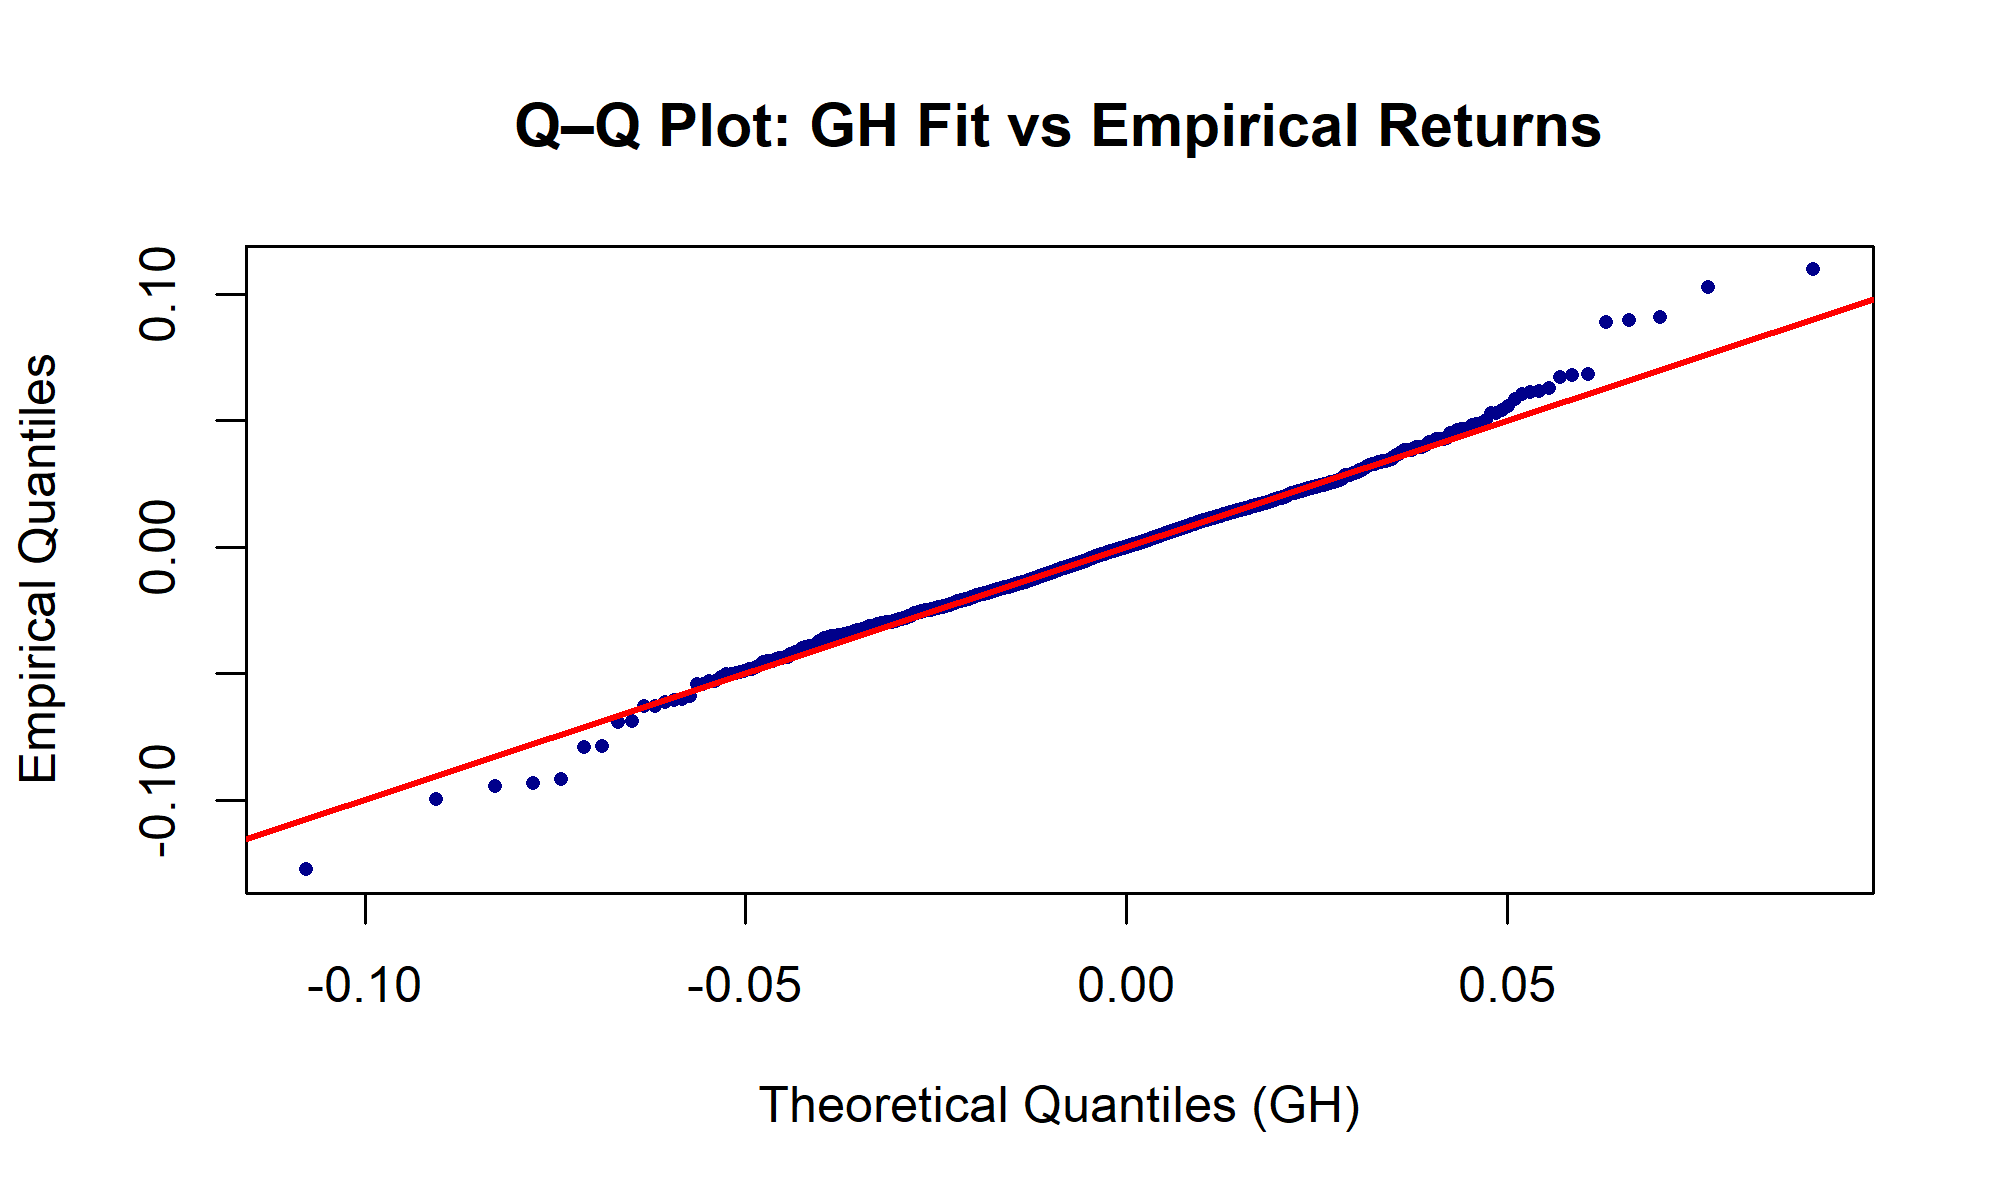 Q–Q Plot: GH Fit vs Empirical Returns
Empirical Quantiles
0.10
0.00
-0.10
-0.10
-0.05
0.00
0.05
Theoretical Quantiles (GH)